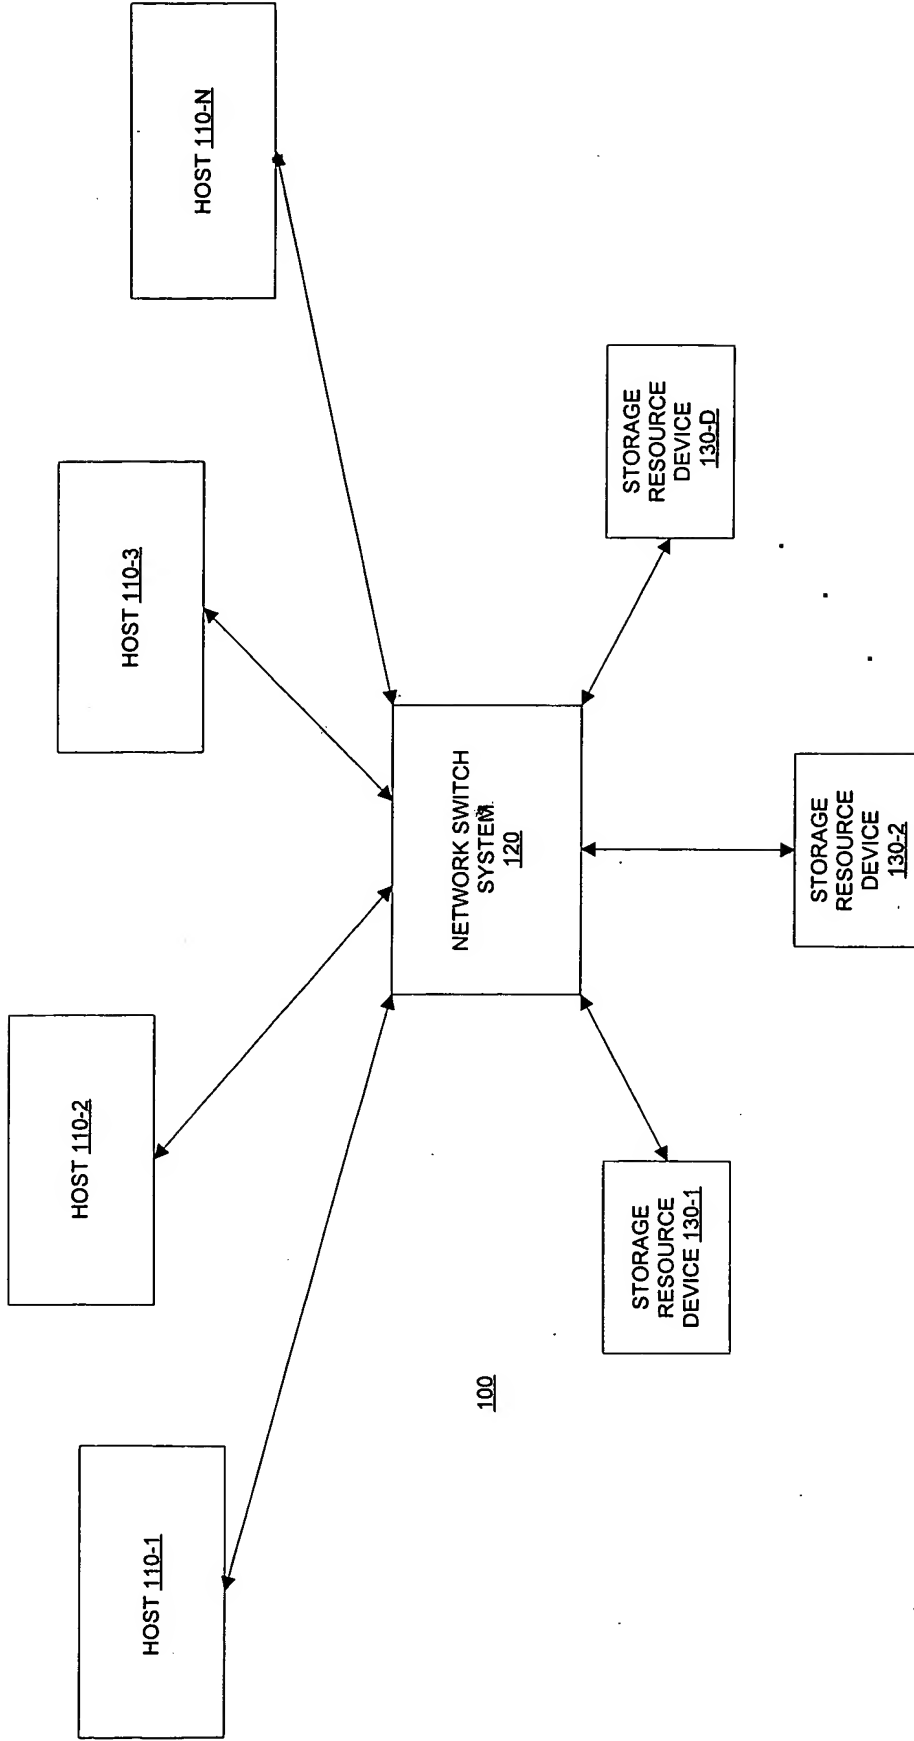 HOST 110-1
HOST 110-2
HOST 110-3
HOST 110-N
NETWORK SWITCH
SYSTEM
120
100
STORAGE
RESOURCE
DEVICE 130-1
STORAGE
RESOURCE
DEVICE
130-2
STORAGE
RESOURCE
DEVICE
130-D